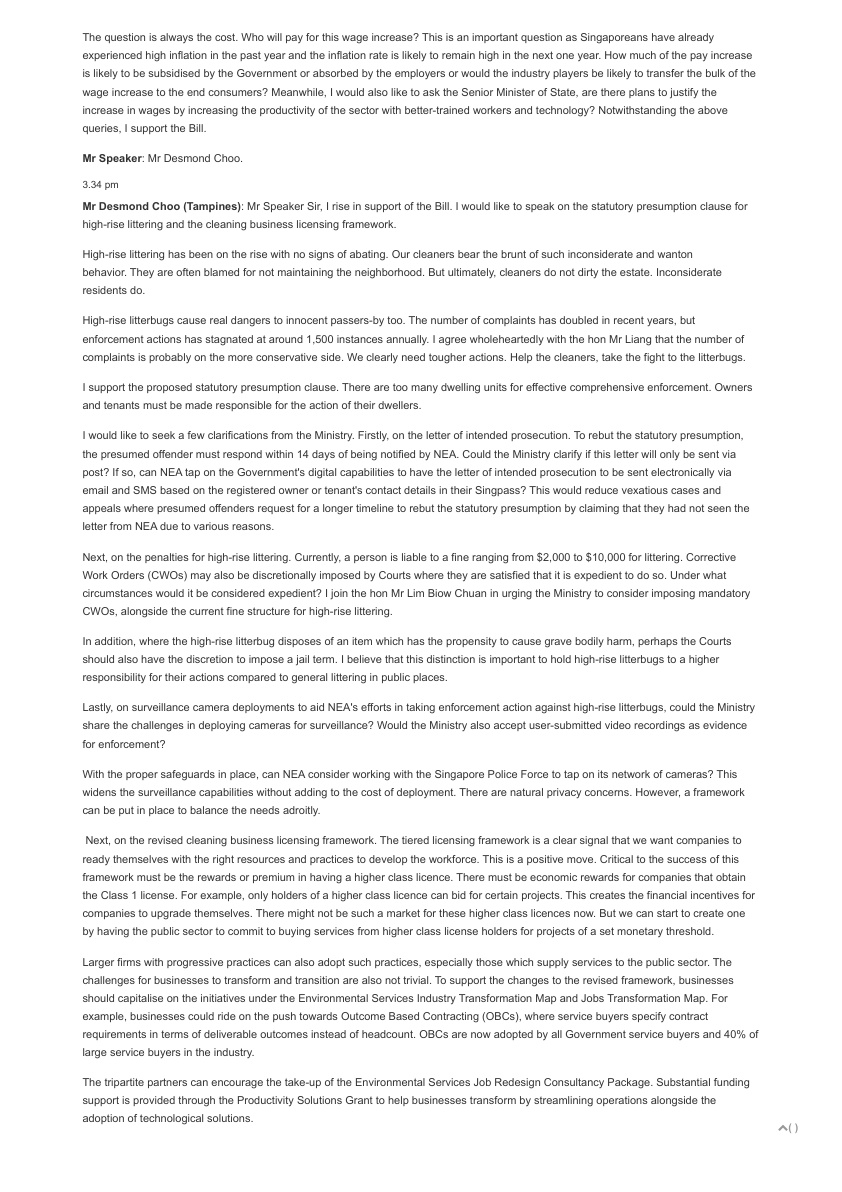 The question is always the cost. Who will pay for this wage increase? This is an important question as Singaporeans have already
experienced high inflation in the past year and the inflation rate is likely to remain high in the next one year. How much of the pay increase
is likely to be subsidised by the Government or absorbed by the employers or would the industry players be likely to transfer the bulk of the
wage increase to the end consumers? Meanwhile, I would also like to ask the Senior Minister of State, are there plans to justify the
increase in wages by increasing the productivity of the sector with better-trained workers and technology? Notwithstanding the above
queries, I support the Bill.
Mr Speaker: Mr Desmond Choo.
3.34 pm
Mr Desmond Choo (Tampines): Mr Speaker Sir, I rise in support of the Bill. I would like to speak on the statutory presumption clause for
high-rise littering and the cleaning business licensing framework.
High-rise littering has been on the rise with no signs of abating. Our cleaners bear the brunt of such inconsiderate and wanton
behavior. They are often blamed for not maintaining the neighborhood. But ultimately, cleaners do not dirty the estate. Inconsiderate
residents do.
High-rise litterbugs cause real dangers to innocent passers-by too. The number of complaints has doubled in recent years, but
enforcement actions has stagnated at around 1,500 instances annually. I agree wholeheartedly with the hon Mr Liang that the number of
complaints is probably on the more conservative side. We clearly need tougher actions. Help the cleaners, take the fight to the litterbugs.
I support the proposed statutory presumption clause. There are too many dwelling units for effective comprehensive enforcement. Owners
and tenants must be made responsible for the action of their dwellers.
I would like to seek a few clarifications from the Ministry. Firstly, on the letter of intended prosecution. To rebut the statutory presumption,
the presumed offender must respond within 14 days of being notified by NEA. Could the Ministry clarify if this letter will only be sent via
post? If so, can NEA tap on the Government's digital capabilities to have the letter of intended prosecution to be sent electronically via
email and SMS based on the registered owner or tenant's contact details in their Singpass? This would reduce vexatious cases and
appeals where presumed offenders request for a longer timeline to rebut the statutory presumption by claiming that they had not seen the
letter from NEA due to various reasons.
Next, on the penalties for high-rise littering. Currently, a person is liable to a fine ranging from $2,000 to $10,000 for littering. Corrective
Work Orders (CWOs) may also be discretionally imposed by Courts where they are satisfied that it is expedient to do so. Under what
circumstances would it be considered expedient? I join the hon Mr Lim Biow Chuan in urging the Ministry to consider imposing mandatory
CWOs, alongside the current fine structure for high-rise littering.
In addition, where the high-rise litterbug disposes of an item which has the propensity to cause grave bodily harm, perhaps the Courts
should also have the discretion to impose a jail term. I believe that this distinction is important to hold high-rise litterbugs to a higher
responsibility for their actions compared to general littering in public places.
Lastly, on surveillance camera deployments to aid NEA's efforts in taking enforcement action against high-rise litterbugs, could the Ministry
share the challenges in deploying cameras for surveillance? Would the Ministry also accept user-submitted video recordings as evidence
for enforcement?
With the proper safeguards in place, can NEA consider working with the Singapore Police Force to tap on its network of cameras? This
widens the surveillance capabilities without adding to the cost of deployment. There are natural privacy concerns. However, a framework
can be put in place to balance the needs adroitly.
Next, on the revised cleaning business licensing framework. The tiered licensing framework is a clear signal that we want companies to
ready themselves with the right resources and practices to develop the workforce. This is a positive move. Critical to the success of this
framework must be the rewards or premium in having a higher class licence. There must be economic rewards for companies that obtain
the Class 1 license. For example, only holders of a higher class licence can bid for certain projects. This creates the financial incentives for
companies to upgrade themselves. There might not be such a market for these higher class licences now. But we can start to create one
by having the public sector to commit to buying services from higher class license holders for projects of a set monetary threshold.
Larger firms with progressive practices can also adopt such practices, especially those which supply services to the public sector. The
challenges for businesses to transform and transition are also not trivial. To support the changes to the revised framework, businesses
should capitalise on the initiatives under the Environmental Services Industry Transformation Map and Jobs Transformation Map. For
example, businesses could ride on the push towards Outcome Based Contracting (OBCs), where service buyers specify contract
requirements in terms of deliverable outcomes instead of headcount. OBCs are now adopted by all Government service buyers and 40% of
large service buyers in the industry.
The tripartite partners can encourage the take-up of the Environmental Services Job Redesign Consultancy Package. Substantial funding
support is provided through the Productivity Solutions Grant to help businesses transform by streamlining operations alongside the
adoption of technological solutions.
( )